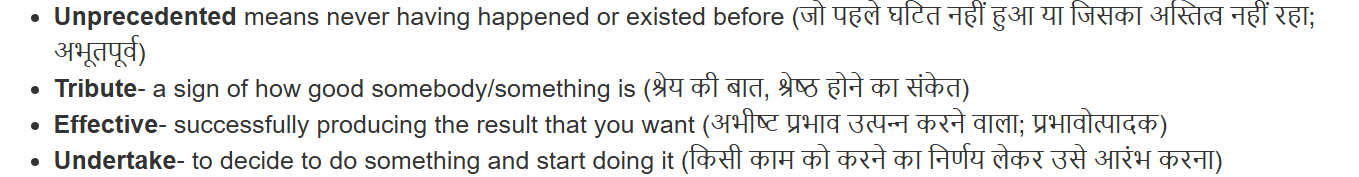 • Unprecedented means never having happened or existed before (जो पहले घटित नहीं हुआ या जिसका अस्तित्व नहीं रहा;
अभूतपूर्व)
• Tribute- a sign of how good somebody/something is (श्रेय की बात, श्रेष्ठ होने का संकेत)
• Effective- successfully producing the result that you want (अभीष्ट प्रभाव उत्पन्न करने वाला; प्रभावोत्पादक)
• Undertake- to decide to do something and start doing it (किसी काम को करने का निर्णय लेकर उसे आरंभ करना)